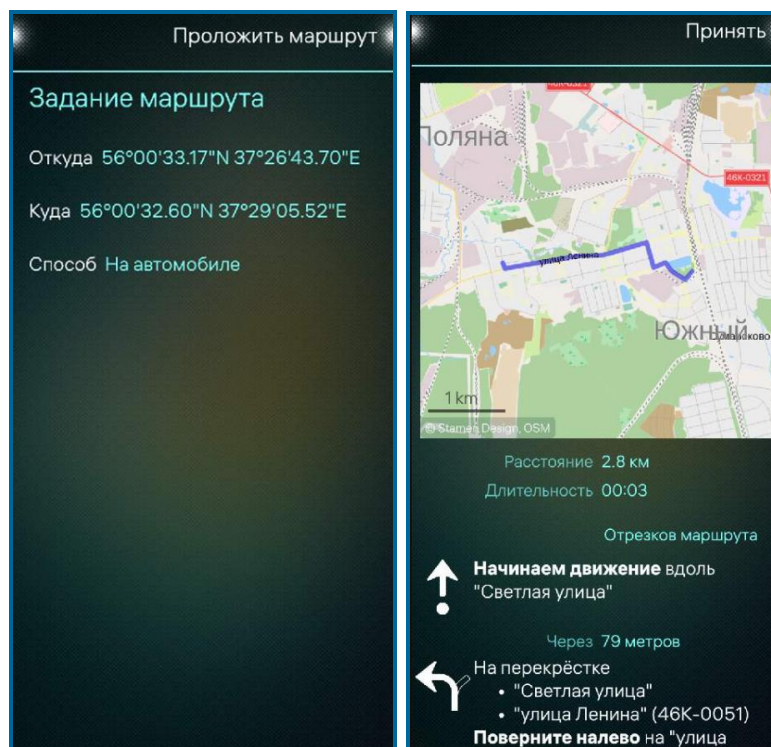 Проложить маршрут
Задание маршрута
Откуда 56°00'33.17"N 37°26'43.70"E
Куда 56°00'32.60"N 37°29'05.52"E
Способ На автомобиле
Принять
46K-0321
Поляна
46K-0321
улица Ленина
Южный
1 km
© Stamen Design, OSM
Расстояние 2.8 км
Длительность 00:03
Отрезков маршрута
Начинаем движение вдоль
"Светлая улица"
Через 79 метров
На перекрёстке
• "Светлая улица"
• "улица Ленина" (46К-0051)
Поверните налево на "улица